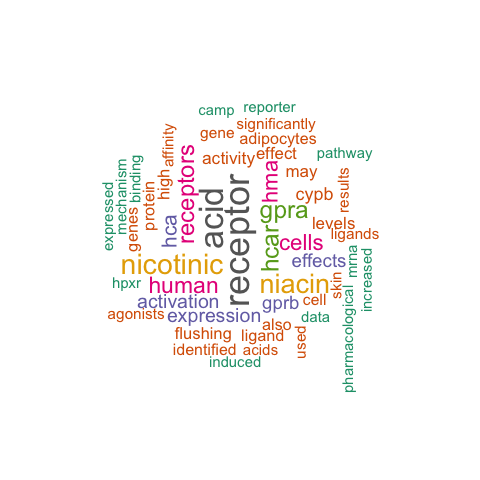 camp
reporter
significantly
gene
adipocytes
affinity
activity
effect
pathway
receptors
high
binding
mechanism
expressed
protein
genes
hca
acid
receptor
hma
may
cypb
results
gpra
hcar
levels
ligands
cells
effects
nicotinic
human
niacin
hpxr
activation
agonists
expression
gprb
cell
skin
mrna
increased
pharmacological
data
also
used
flushing
ligand
identified
acids
induced